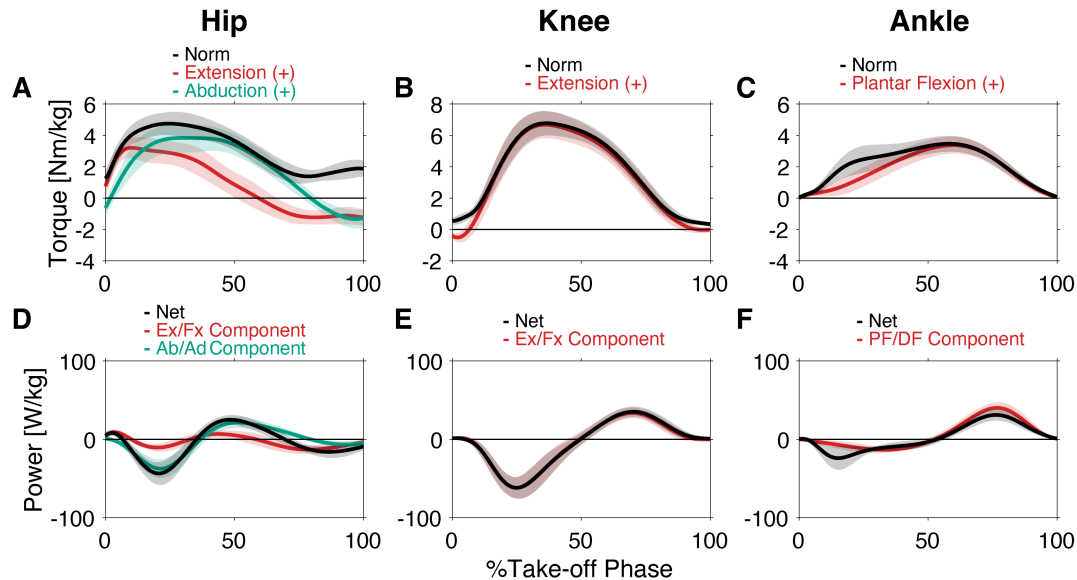 Hip
Knee
Ankle
A
- Norm
- Extension (+)
- Abduction (+)
B
- Norm
- Extension (+)
C
- Norm
- Plantar Flexion (+)
Torque [Nm/kg]
6
4
2
0
-2
-4
0
50
100
8
6
4
2
0
-2
0
50
100
6
4
2
0
-2
-4
0
50
100
D
- Net
- Ex/Fx Component
- Ab/Ad Component
E
- Net
- Ex/Fx Component
F
- Net
- PF/DF Component
Power [W/kg]
100
0
-100
0
50
100
100
0
-100
0
50
100
100
0
-100
0
50
100
%Take-off Phase